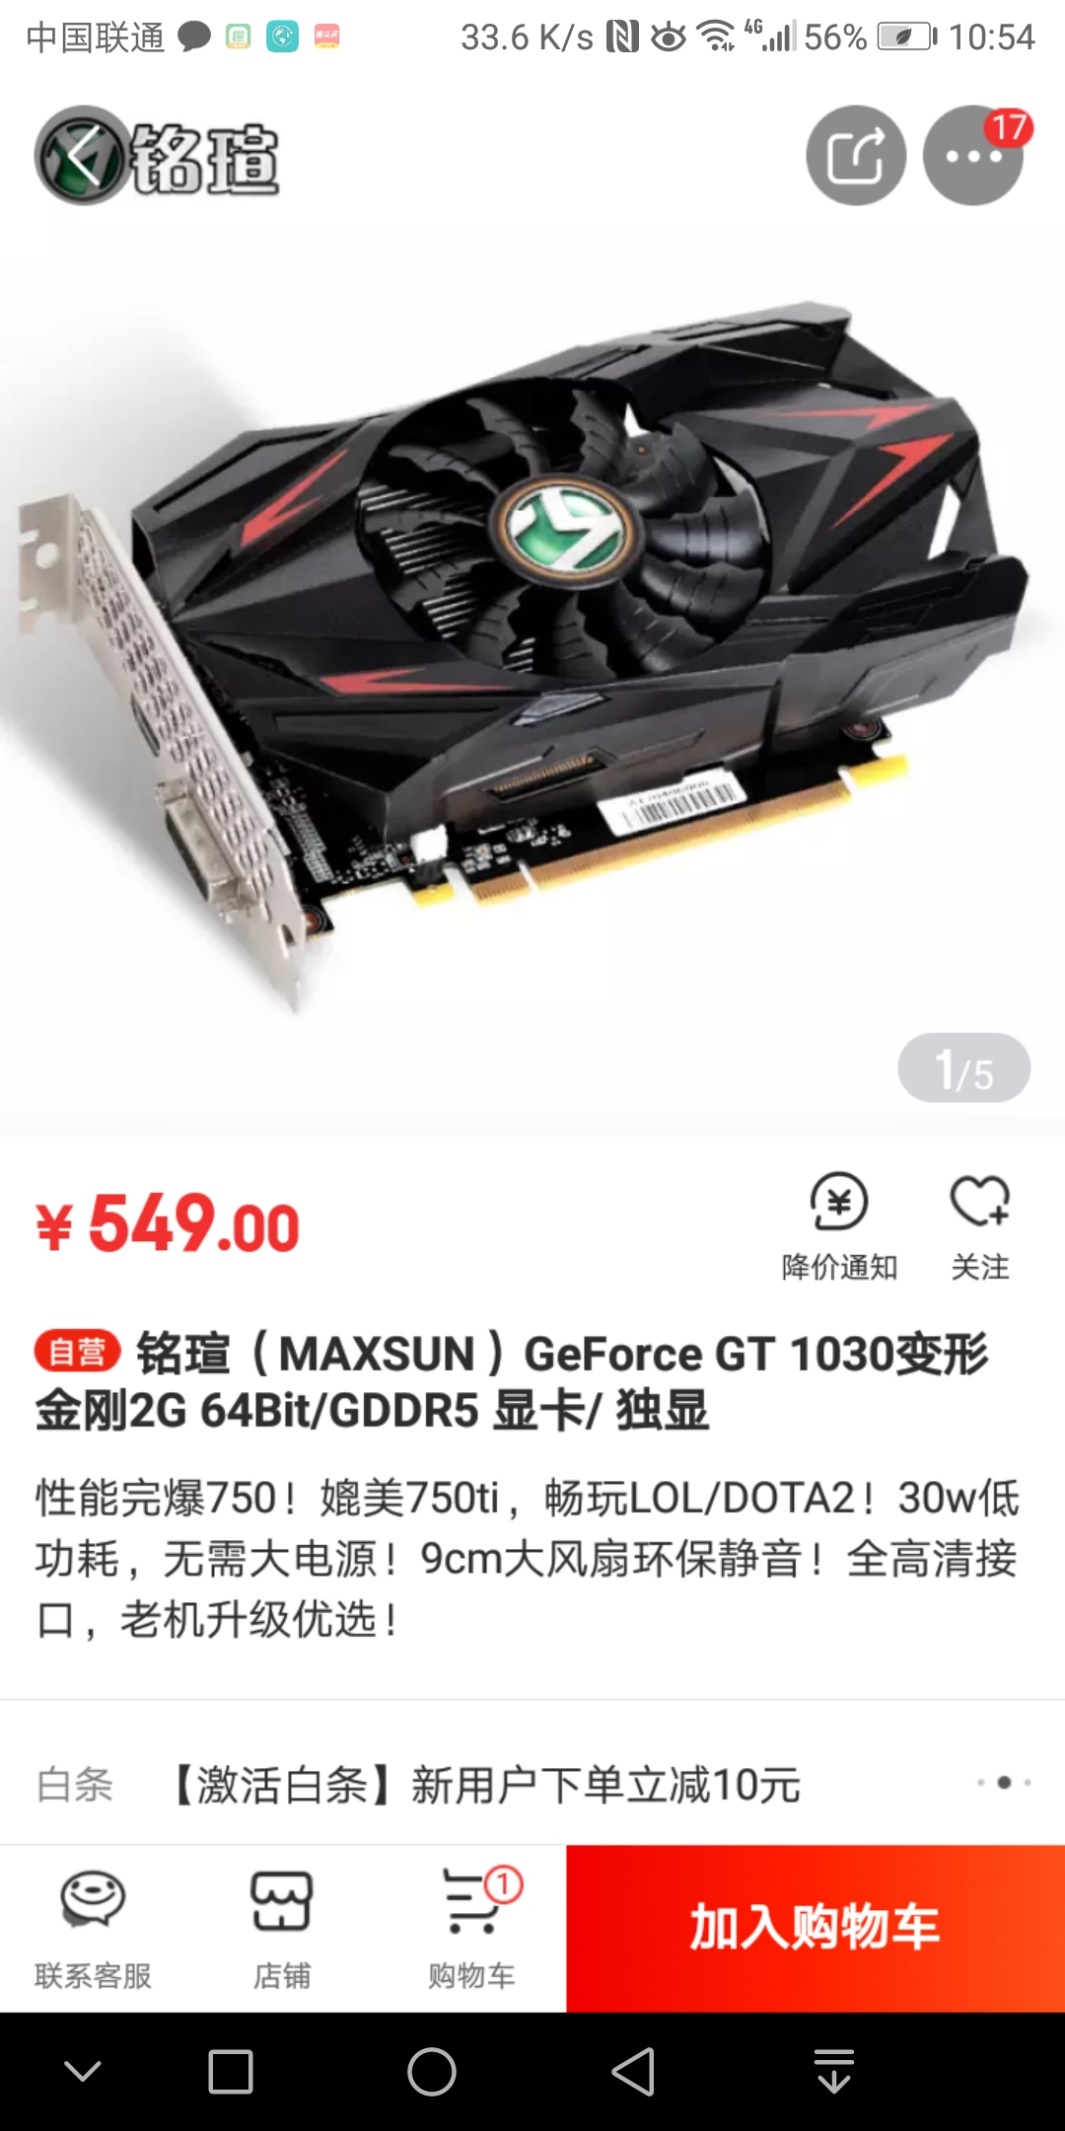 中国联通 33.6 K/s 4G 56% 10:54
铭瑄
17
1/5
¥ 549.00
降价通知 关注
自营 铭瑄（MAXSUN）GeForce GT 1030变形
金刚2G 64Bit/GDDR5 显卡/ 独显
性能完爆750！媲美750ti，畅玩LOL/DOTA2！30w低
功耗，无需大电源！9cm大风扇环保静音！全高清接
口，老机升级优选！
白条 【激活白条】新用户下单立减10元
1
联系客服 店铺 购物车 加入购物车